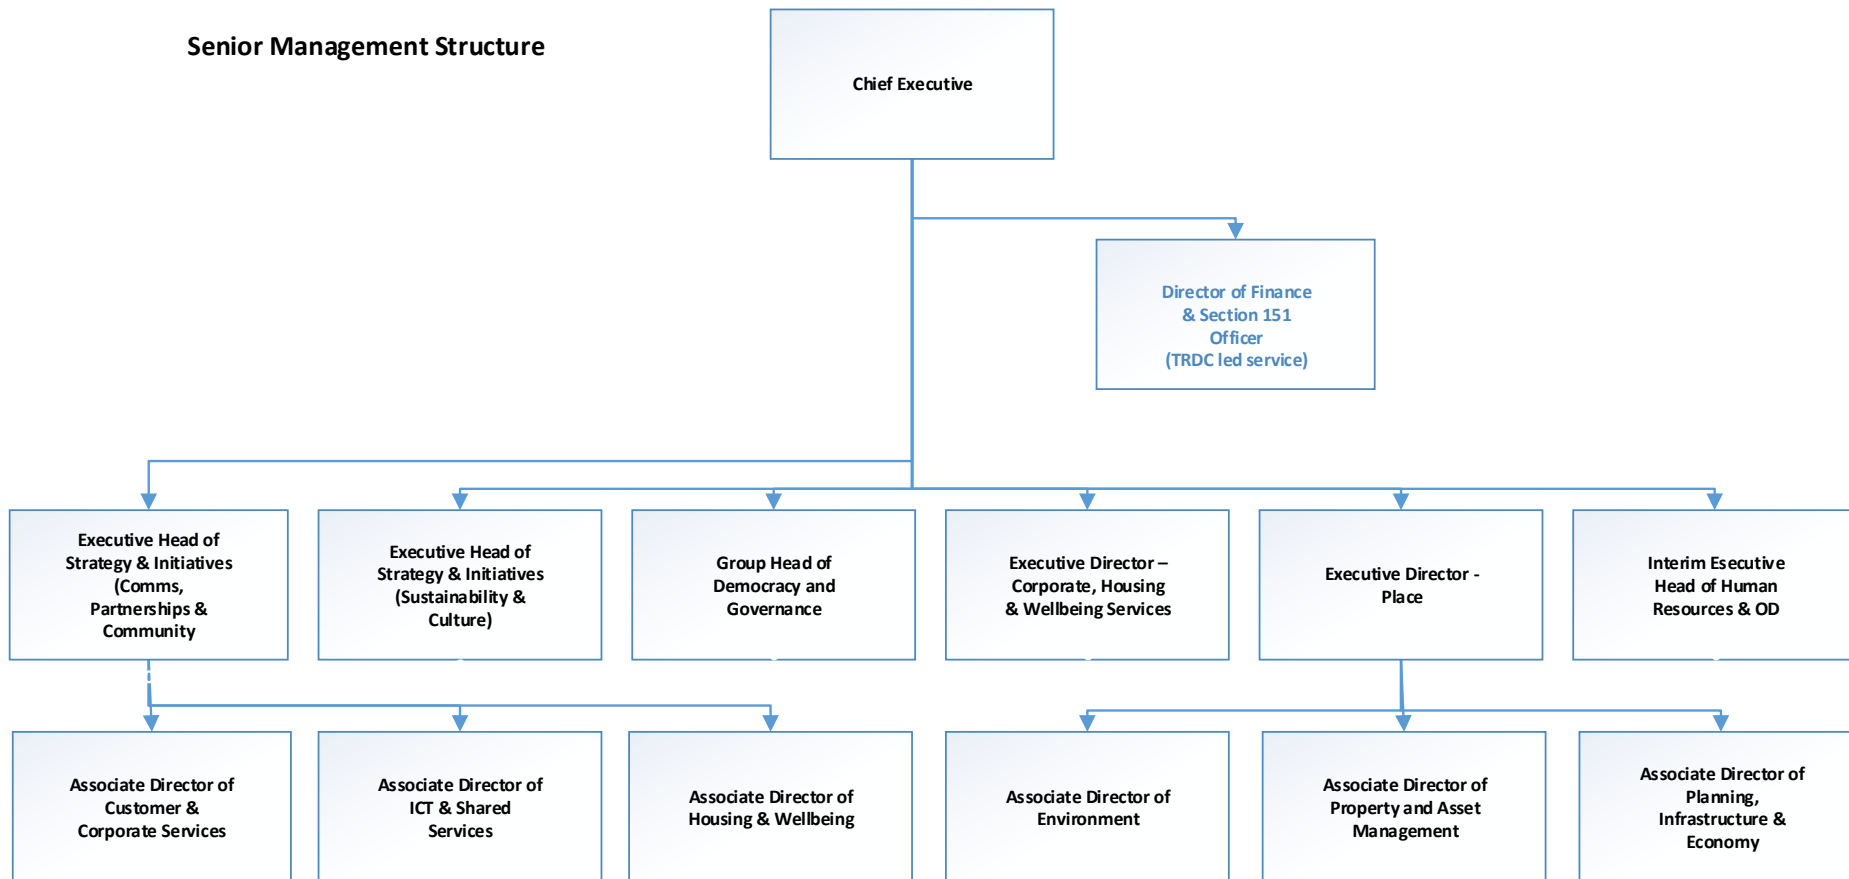 Senior Management Structure
Chief Executive
Director of Finance
& Section 151
Officer
(TRDC led service)
Executive Head of
Strategy & Initiatives
(Comms,
Partnerships &
Community
Executive Head of
Strategy & Initiatives
(Sustainability &
Culture)
Group Head of
Democracy and
Governance
Executive Director –
Corporate, Housing
& Wellbeing Services
Executive Director -
Place
Interim Esecutive
Head of Human
Resources & OD
Associate Director of
Customer &
Corporate Services
Associate Director of
ICT & Shared
Services
Associate Director of
Housing & Wellbeing
Associate Director of
Environment
Associate Director of
Property and Asset
Management
Associate Director of
Planning,
Infrastructure &
Economy